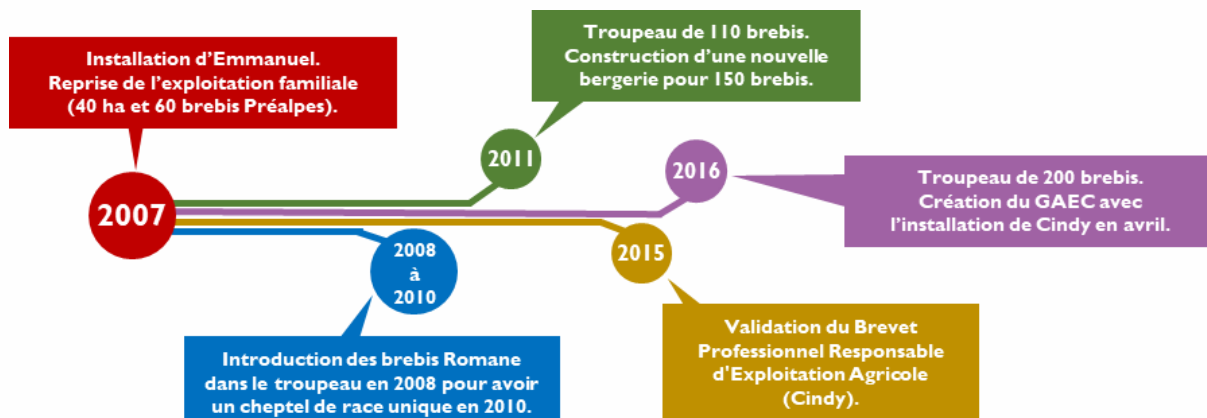 Installation d'Emmanuel.
Reprise de l'exploitation familiale
(40 ha et 60 brebis Préalpes).
Troupeau de 110 brebis.
Construction d'une nouvelle
bergerie pour 150 brebis.
2011
2016
Troupeau de 200 brebis.
Création du GAEC avec
l'installation de Cindy en avril.
2007
2008
à
2010
2015
Introduction des brebis Romane
dans le troupeau en 2008 pour avoir
un cheptel de race unique en 2010.
Validation du Brevet
Professionnel Responsable
d'Exploitation Agricole
(Cindy).